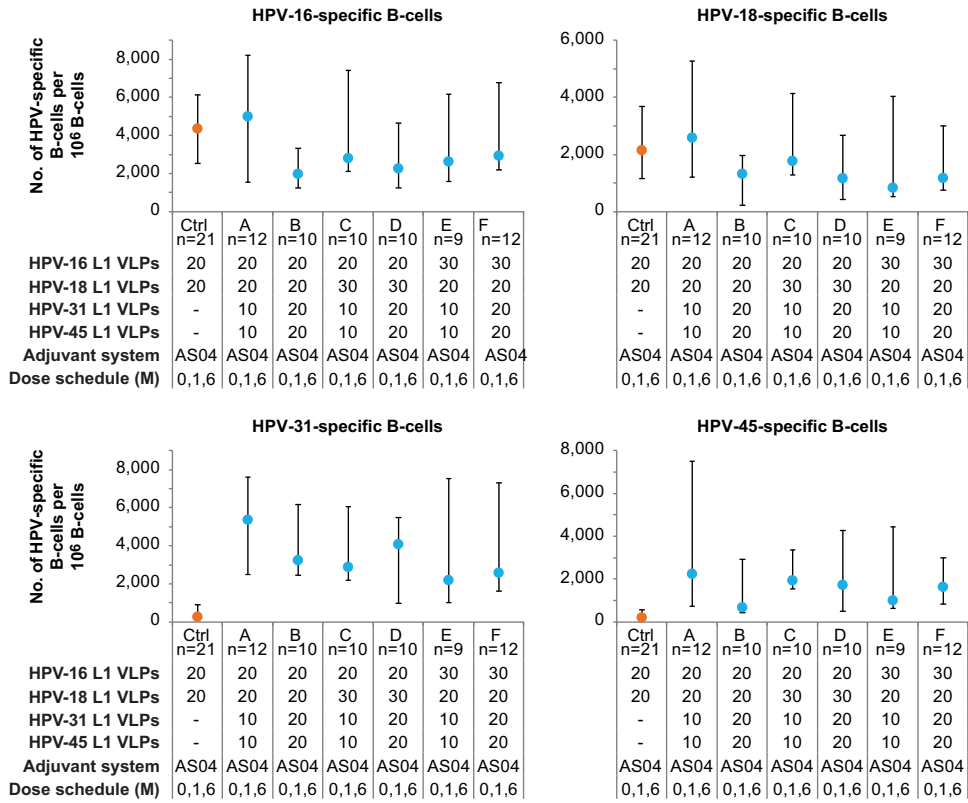 HPV-16-specific B-cells
No. of HPV-specific
B-cells per
10⁶ B-cells
8,000
6,000
4,000
2,000
0
Ctrl A B C D E F
n=21 n=12 n=10 n=10 n=10 n=9 n=12
HPV-16 L1 VLPs 20 20 20 20 20 30 30
HPV-18 L1 VLPs 20 20 20 30 30 20 20
HPV-31 L1 VLPs - 10 20 10 20 10 20
HPV-45 L1 VLPs - 10 20 10 20 10 20
Adjuvant system AS04 AS04 AS04 AS04 AS04 AS04 AS04
Dose schedule (M) 0,1,6 0,1,6 0,1,6 0,1,6 0,1,6 0,1,6 0,1,6
HPV-18-specific B-cells
6,000
4,000
2,000
0
Ctrl A B C D E F
n=21 n=12 n=10 n=10 n=10 n=9 n=12
20 20 20 20 20 30 30
20 20 20 30 30 20 20
- 10 20 10 20 10 20
- 10 20 10 20 10 20
AS04 AS04 AS04 AS04 AS04 AS04 AS04
0,1,6 0,1,6 0,1,6 0,1,6 0,1,6 0,1,6 0,1,6
HPV-31-specific B-cells
No. of HPV-specific
B-cells per
10⁶ B-cells
8,000
6,000
4,000
2,000
0
Ctrl A B C D E F
n=21 n=12 n=10 n=10 n=10 n=9 n=12
HPV-16 L1 VLPs 20 20 20 20 20 30 30
HPV-18 L1 VLPs 20 20 20 30 30 20 20
HPV-31 L1 VLPs - 10 20 10 20 10 20
HPV-45 L1 VLPs - 10 20 10 20 10 20
Adjuvant system AS04 AS04 AS04 AS04 AS04 AS04 AS04
Dose schedule (M) 0,1,6 0,1,6 0,1,6 0,1,6 0,1,6 0,1,6 0,1,6
HPV-45-specific B-cells
8,000
6,000
4,000
2,000
0
Ctrl A B C D E F
n=21 n=12 n=10 n=10 n=10 n=9 n=12
20 20 20 20 20 30 30
20 20 20 30 30 20 20
- 10 20 10 20 10 20
- 10 20 10 20 10 20
AS04 AS04 AS04 AS04 AS04 AS04 AS04
0,1,6 0,1,6 0,1,6 0,1,6 0,1,6 0,1,6 0,1,6